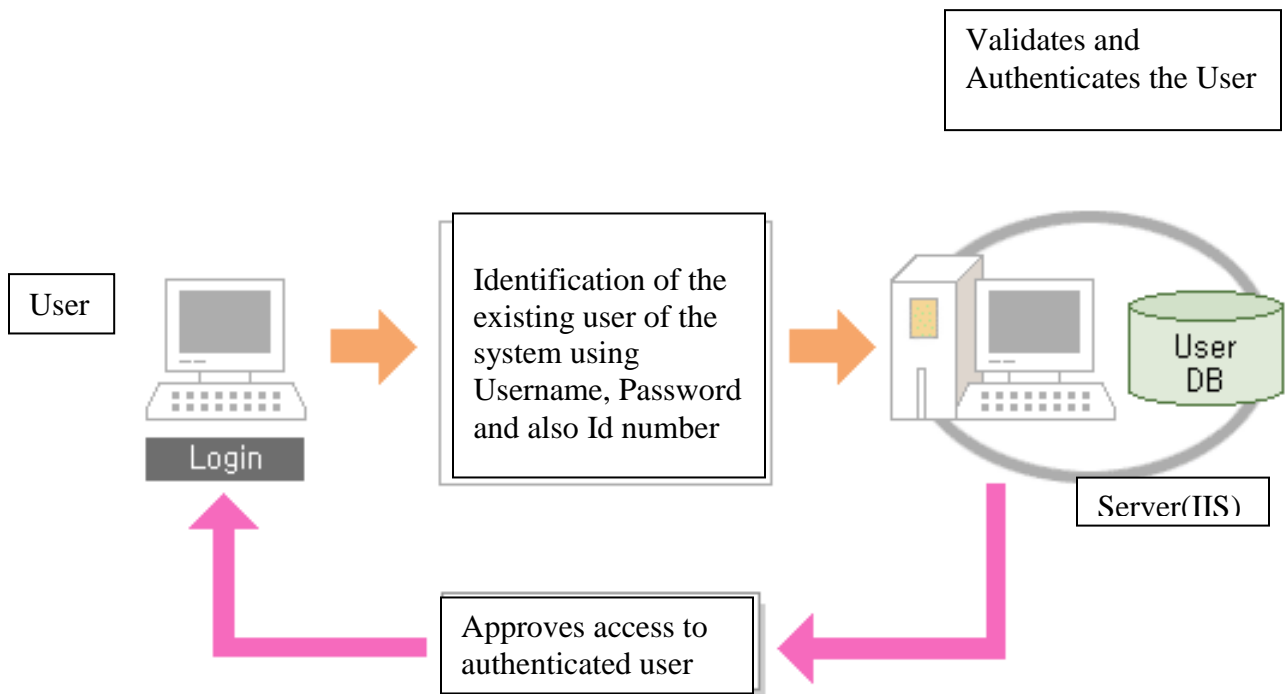 Validates and
Authenticates the User
User
Login
Identification of the
existing user of the
system using
Username, Password
and also Id number
User
DB
Server(IIS)
Approves access to
authenticated user